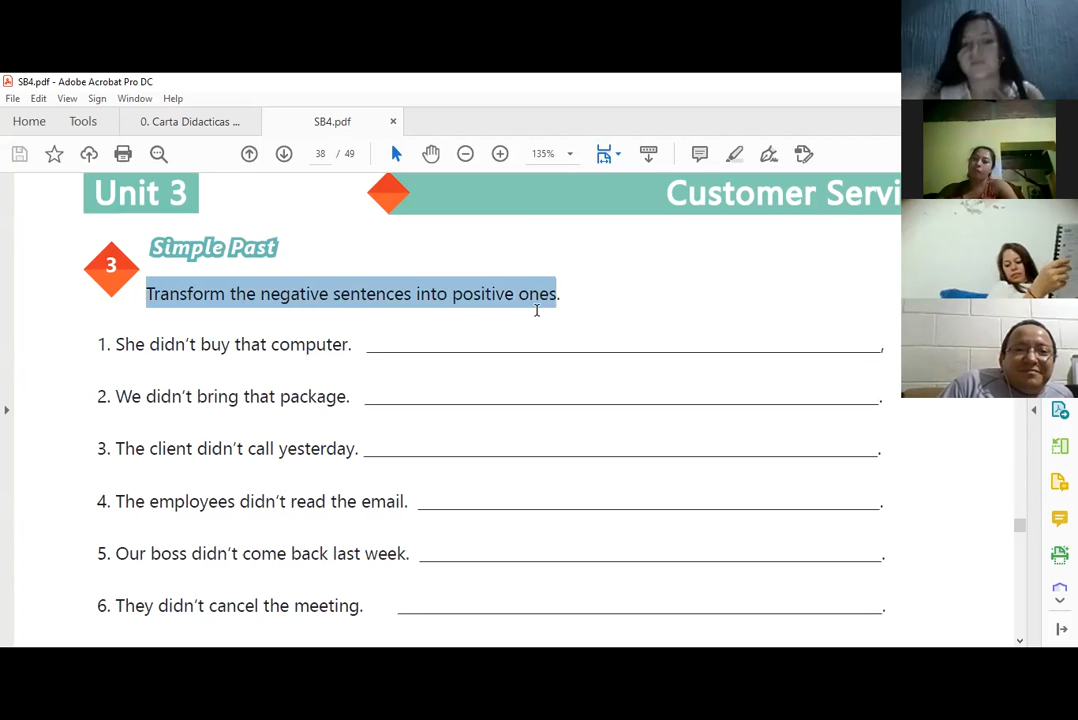 SB4.pdf - Adobe Acrobat Pro DC
File Edit View Sign Window Help
Home Tools 0. Carta Didacticas ... SB4.pdf ×
38 / 49 135%
Unit 3 Customer Servi
Simple Past
3
Transform the negative sentences into positive ones.
1. She didn't buy that computer. ,
2. We didn't bring that package. .
3. The client didn't call yesterday. .
4. The employees didn't read the email. .
5. Our boss didn't come back last week. .
6. They didn't cancel the meeting. .